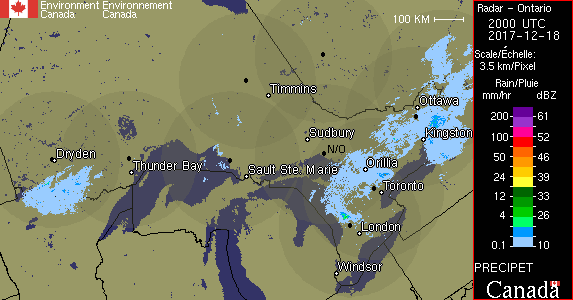 Environment Environnement
Canada Canada
100 KM
Timmins
Ottawa
Sudbury
Kingston
N/O
Dryden
Thunder Bay
Sault Ste. Marie
Orillia
Toronto
London
Windsor
Radar - Ontario
2000 UTC
2017-12-18
Scale/Échelle:
3.5 km/Pixel
Rain/Pluie
mm/hr dBZ
200 61
100 52
50 46
24 39
12 33
4 26
0.1 10
PRECIPET
Canada